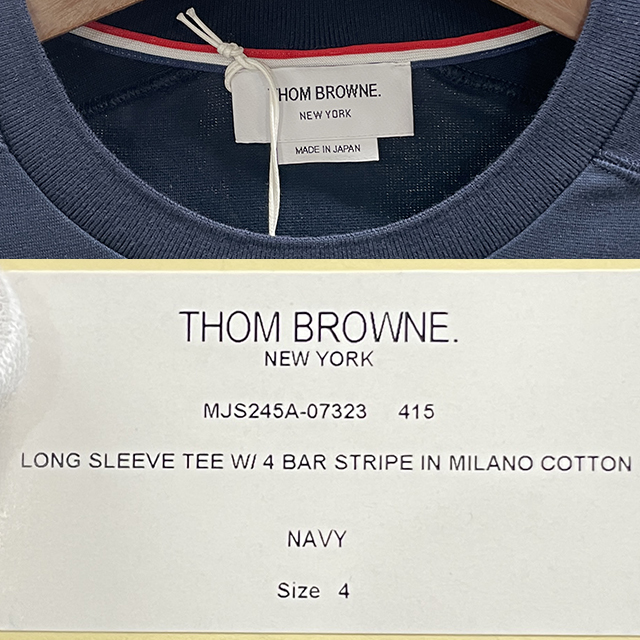 THOM BROWNE.
NEW YORK
MADE IN JAPAN
THOM BROWNE.
NEW YORK
MJS245A-07323 415
LONG SLEEVE TEE W/ 4 BAR STRIPE IN MILANO COTTON
NAVY
Size 4